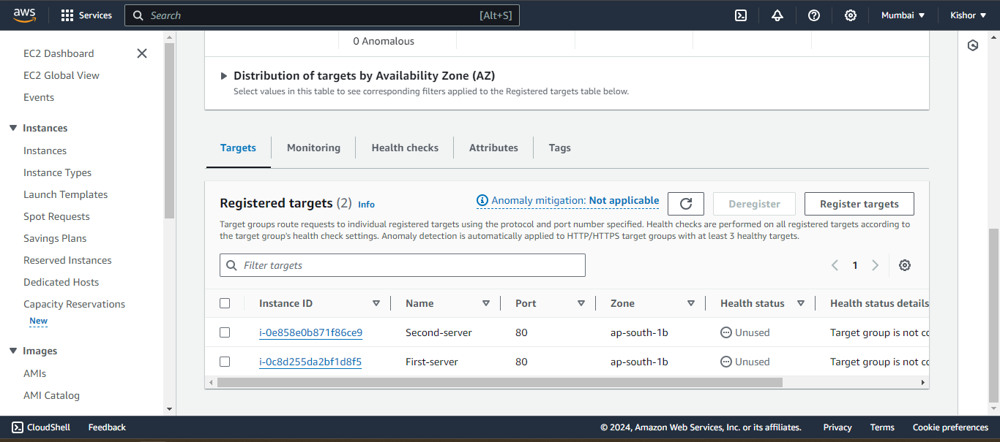 aws
Services
Search
[Alt+S]
Mumbai
Kishor
EC2 Dashboard
EC2 Global View
Events
Instances
Instances
Instance Types
Launch Templates
Spot Requests
Savings Plans
Reserved Instances
Dedicated Hosts
Capacity Reservations
New
Images
AMIs
AMI Catalog
0 Anomalous
Distribution of targets by Availability Zone (AZ)
Select values in this table to see corresponding filters applied to the Registered targets table below.
Targets
Monitoring
Health checks
Attributes
Tags
Registered targets (2) Info
Anomaly mitigation: Not applicable
Deregister
Register targets
Target groups route requests to individual registered targets using the protocol and port number specified. Health checks are performed on all registered targets according to
the target group's health check settings. Anomaly detection is automatically applied to HTTP/HTTPS target groups with at least 3 healthy targets.
Filter targets
1
Instance ID Name Port Zone Health status Health status details
i-0e858e0b871f86ce9 Second-server 80 ap-south-1b Unused Target group is not co
i-0c8d255da2bf1d8f5 First-server 80 ap-south-1b Unused Target group is not co
CloudShell
Feedback
© 2024, Amazon Web Services, Inc. or its affiliates.
Privacy
Terms
Cookie preferences